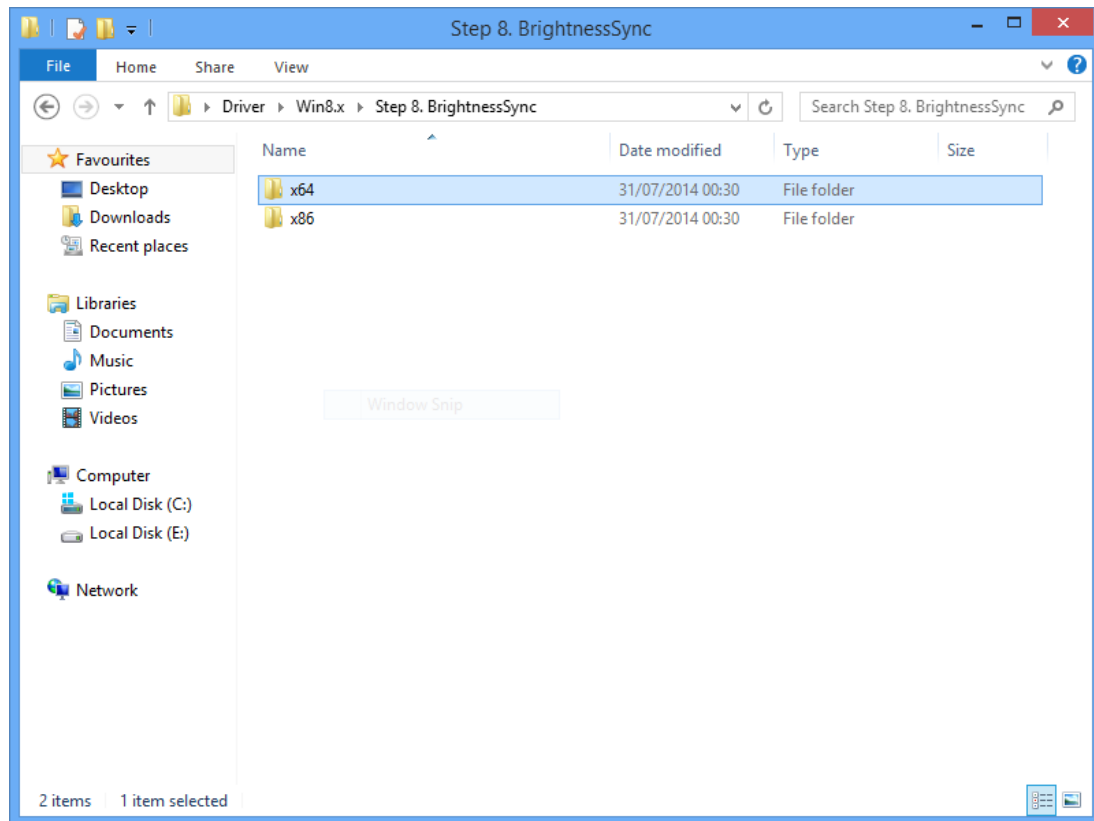 Step 8. BrightnessSync
File Home Share View
Driver Win8.x Step 8. BrightnessSync Search Step 8. BrightnessSync
Name Date modified Type Size
Favourites
Desktop
Downloads
Recent places
Libraries
Documents
Music
Pictures
Videos
Computer
Local Disk (C:)
Local Disk (E:)
Network
x64 31/07/2014 00:30 File folder
x86 31/07/2014 00:30 File folder
Window Snip
2 items 1 item selected